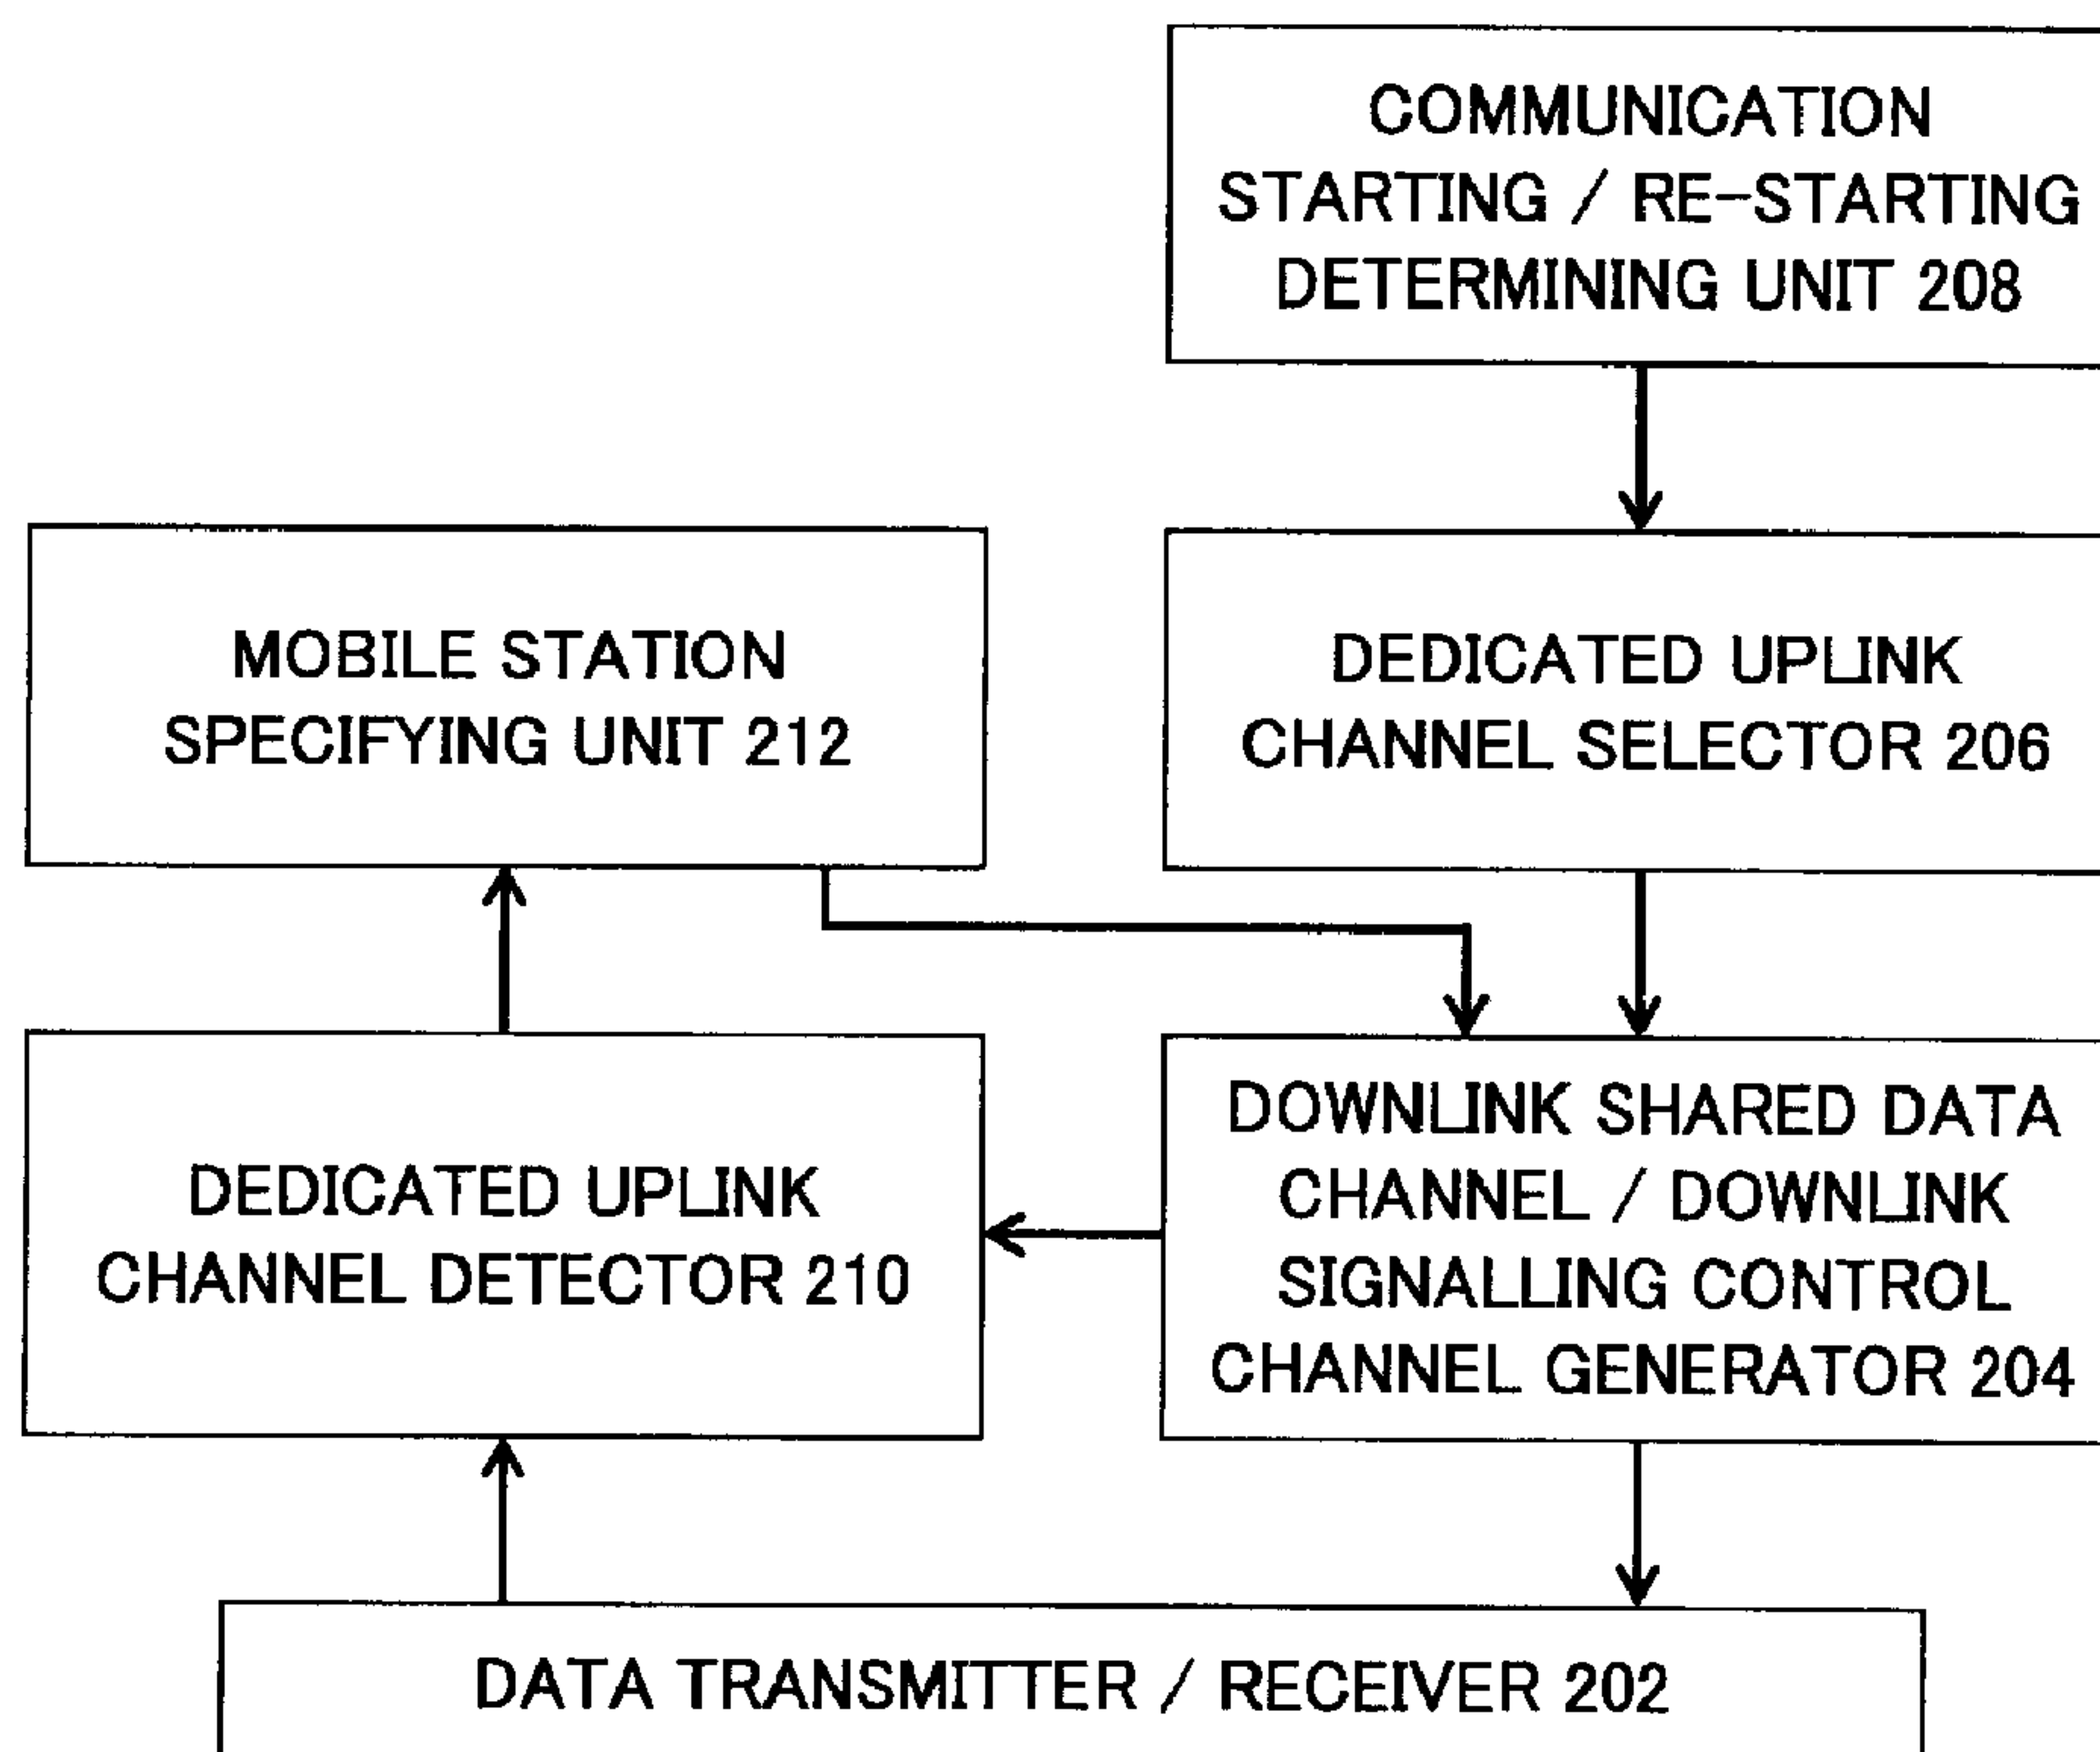 COMMUNICATION
STARTING / RE-STARTING
DETERMINING UNIT 208
MOBILE STATION
SPECIFYING UNIT 212
DEDICATED UPLINK
CHANNEL SELECTOR 206
DEDICATED UPLINK
CHANNEL DETECTOR 210
DOWNLINK SHARED DATA
CHANNEL / DOWNLINK
SIGNALLING CONTROL
CHANNEL GENERATOR 204
DATA TRANSMITTER / RECEIVER 202